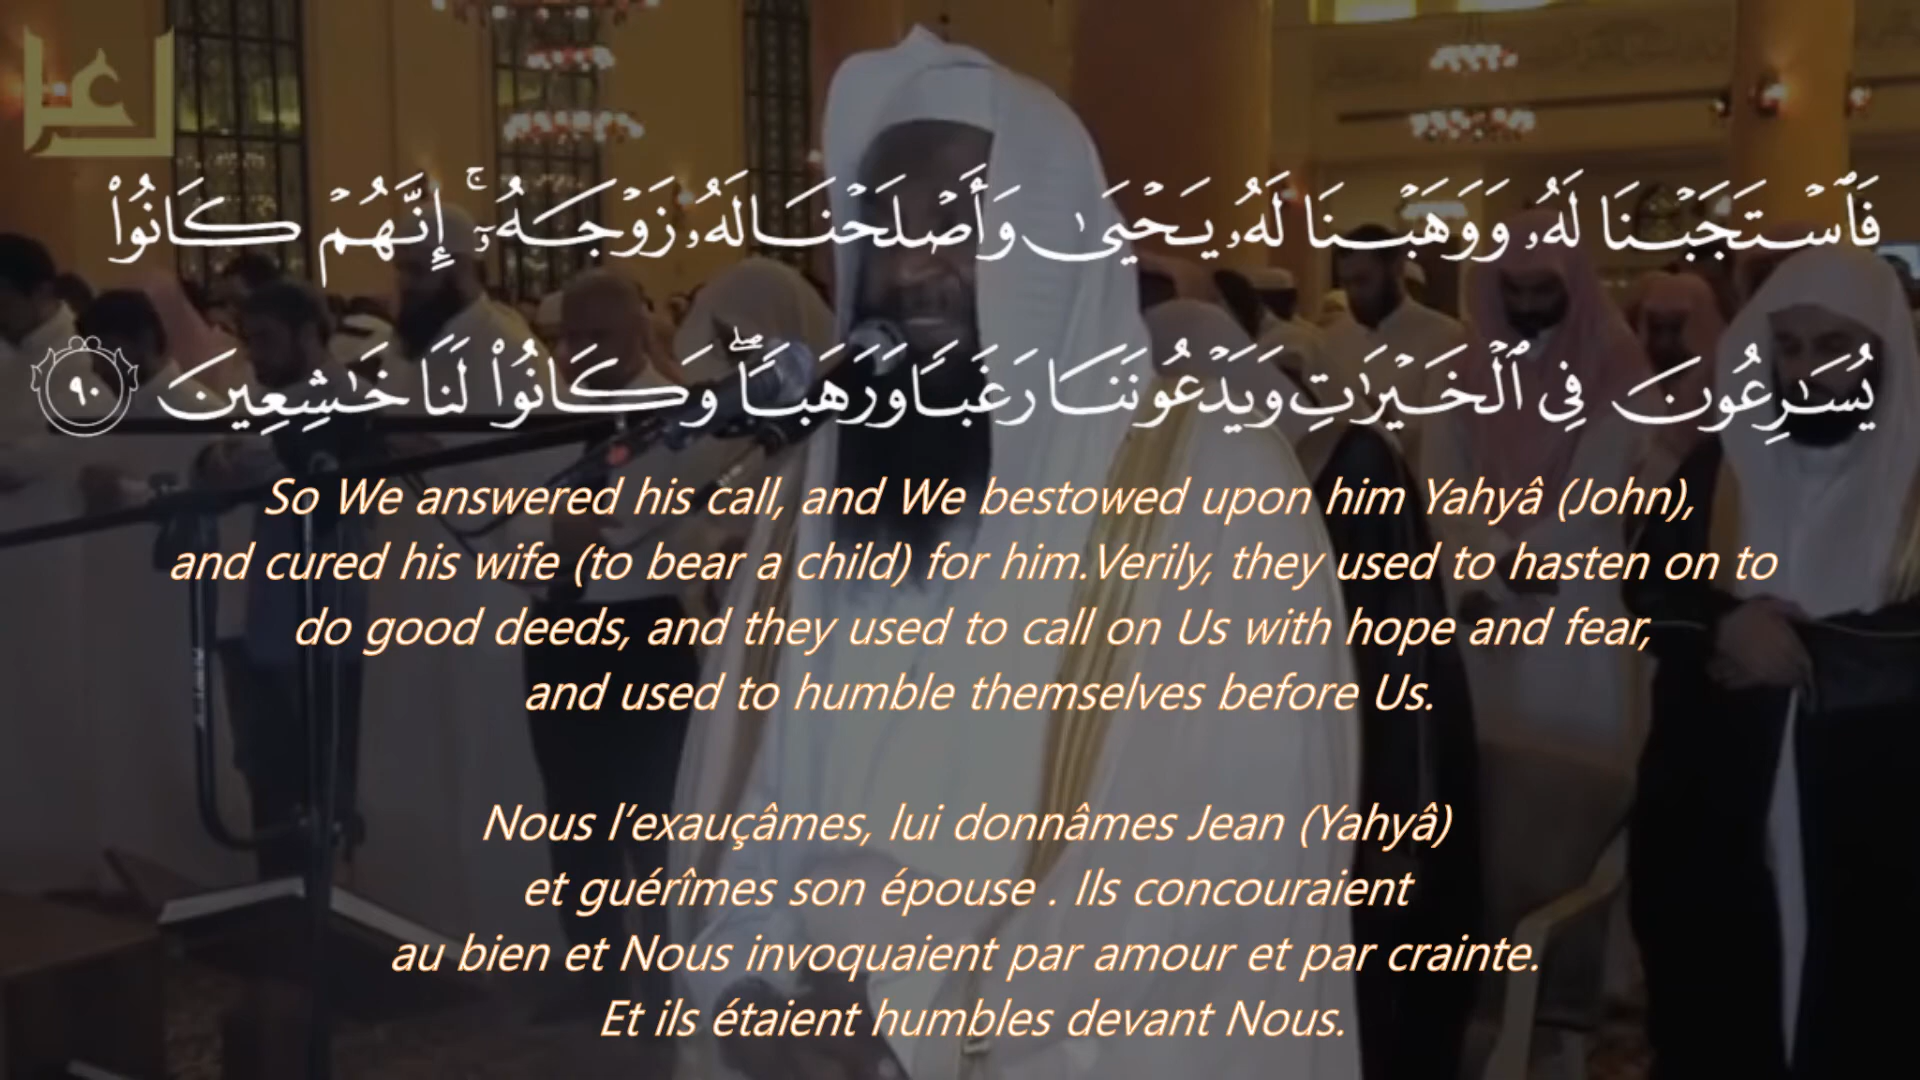 فَٱسْتَجَبْنَا لَهُۥ وَوَهَبْنَا لَهُۥ يَحْيَىٰ وَأَصْلَحْنَا لَهُۥ زَوْجَهُۥٓ ۚ إِنَّهُمْ كَانُوا۟
يُسَـٰرِعُونَ فِى ٱلْخَيْرَٰتِ وَيَدْعُونَنَا رَغَبًا وَرَهَبًا ۖ وَكَانُوا۟ لَنَا خَـٰشِعِينَ ٩٠
So We answered his call, and We bestowed upon him Yahyâ (John),
and cured his wife (to bear a child) for him.Verily, they used to hasten on to
do good deeds, and they used to call on Us with hope and fear,
and used to humble themselves before Us.
Nous l’exauçâmes, lui donnâmes Jean (Yahyâ)
et guérîmes son épouse . Ils concouraient
au bien et Nous invoquaient par amour et par crainte.
Et ils étaient humbles devant Nous.